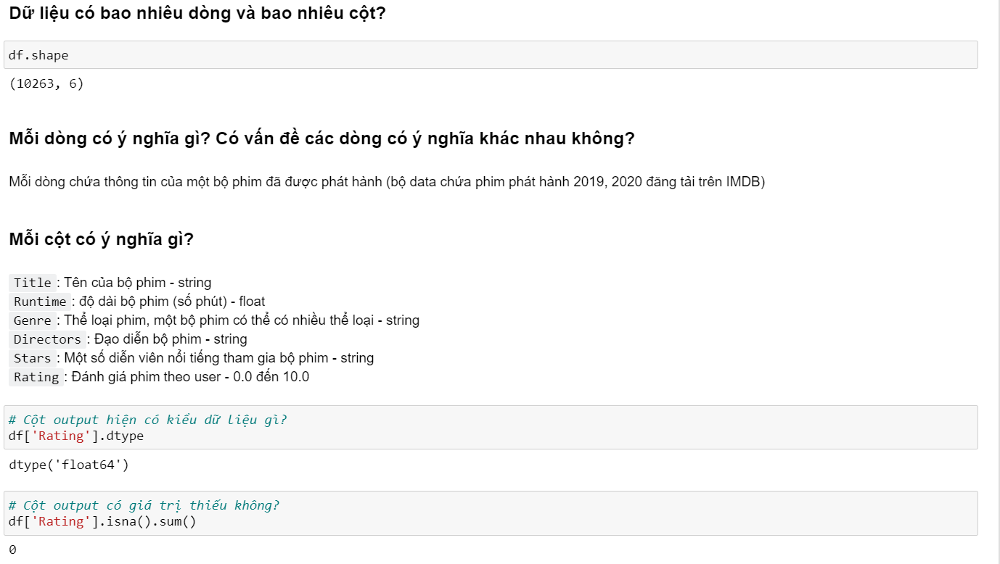 Dữ liệu có bao nhiêu dòng và bao nhiêu cột?
df.shape
(10263, 6)
Mỗi dòng có ý nghĩa gì? Có vấn đề các dòng có ý nghĩa khác nhau không?
Mỗi dòng chứa thông tin của một bộ phim đã được phát hành (bộ data chứa phim phát hành 2019, 2020 đăng tải trên IMDB)
Mỗi cột có ý nghĩa gì?
Title : Tên của bộ phim - string
Runtime : độ dài bộ phim (số phút) - float
Genre : Thể loại phim, một bộ phim có thể có nhiều thể loại - string
Directors : Đạo diễn bộ phim - string
Stars : Một số diễn viên nổi tiếng tham gia bộ phim - string
Rating : Đánh giá phim theo user - 0.0 đến 10.0
# Cột output hiện có kiểu dữ liệu gì?
df['Rating'].dtype
dtype('float64')
# Cột output có giá trị thiếu không?
df['Rating'].isna().sum()
0